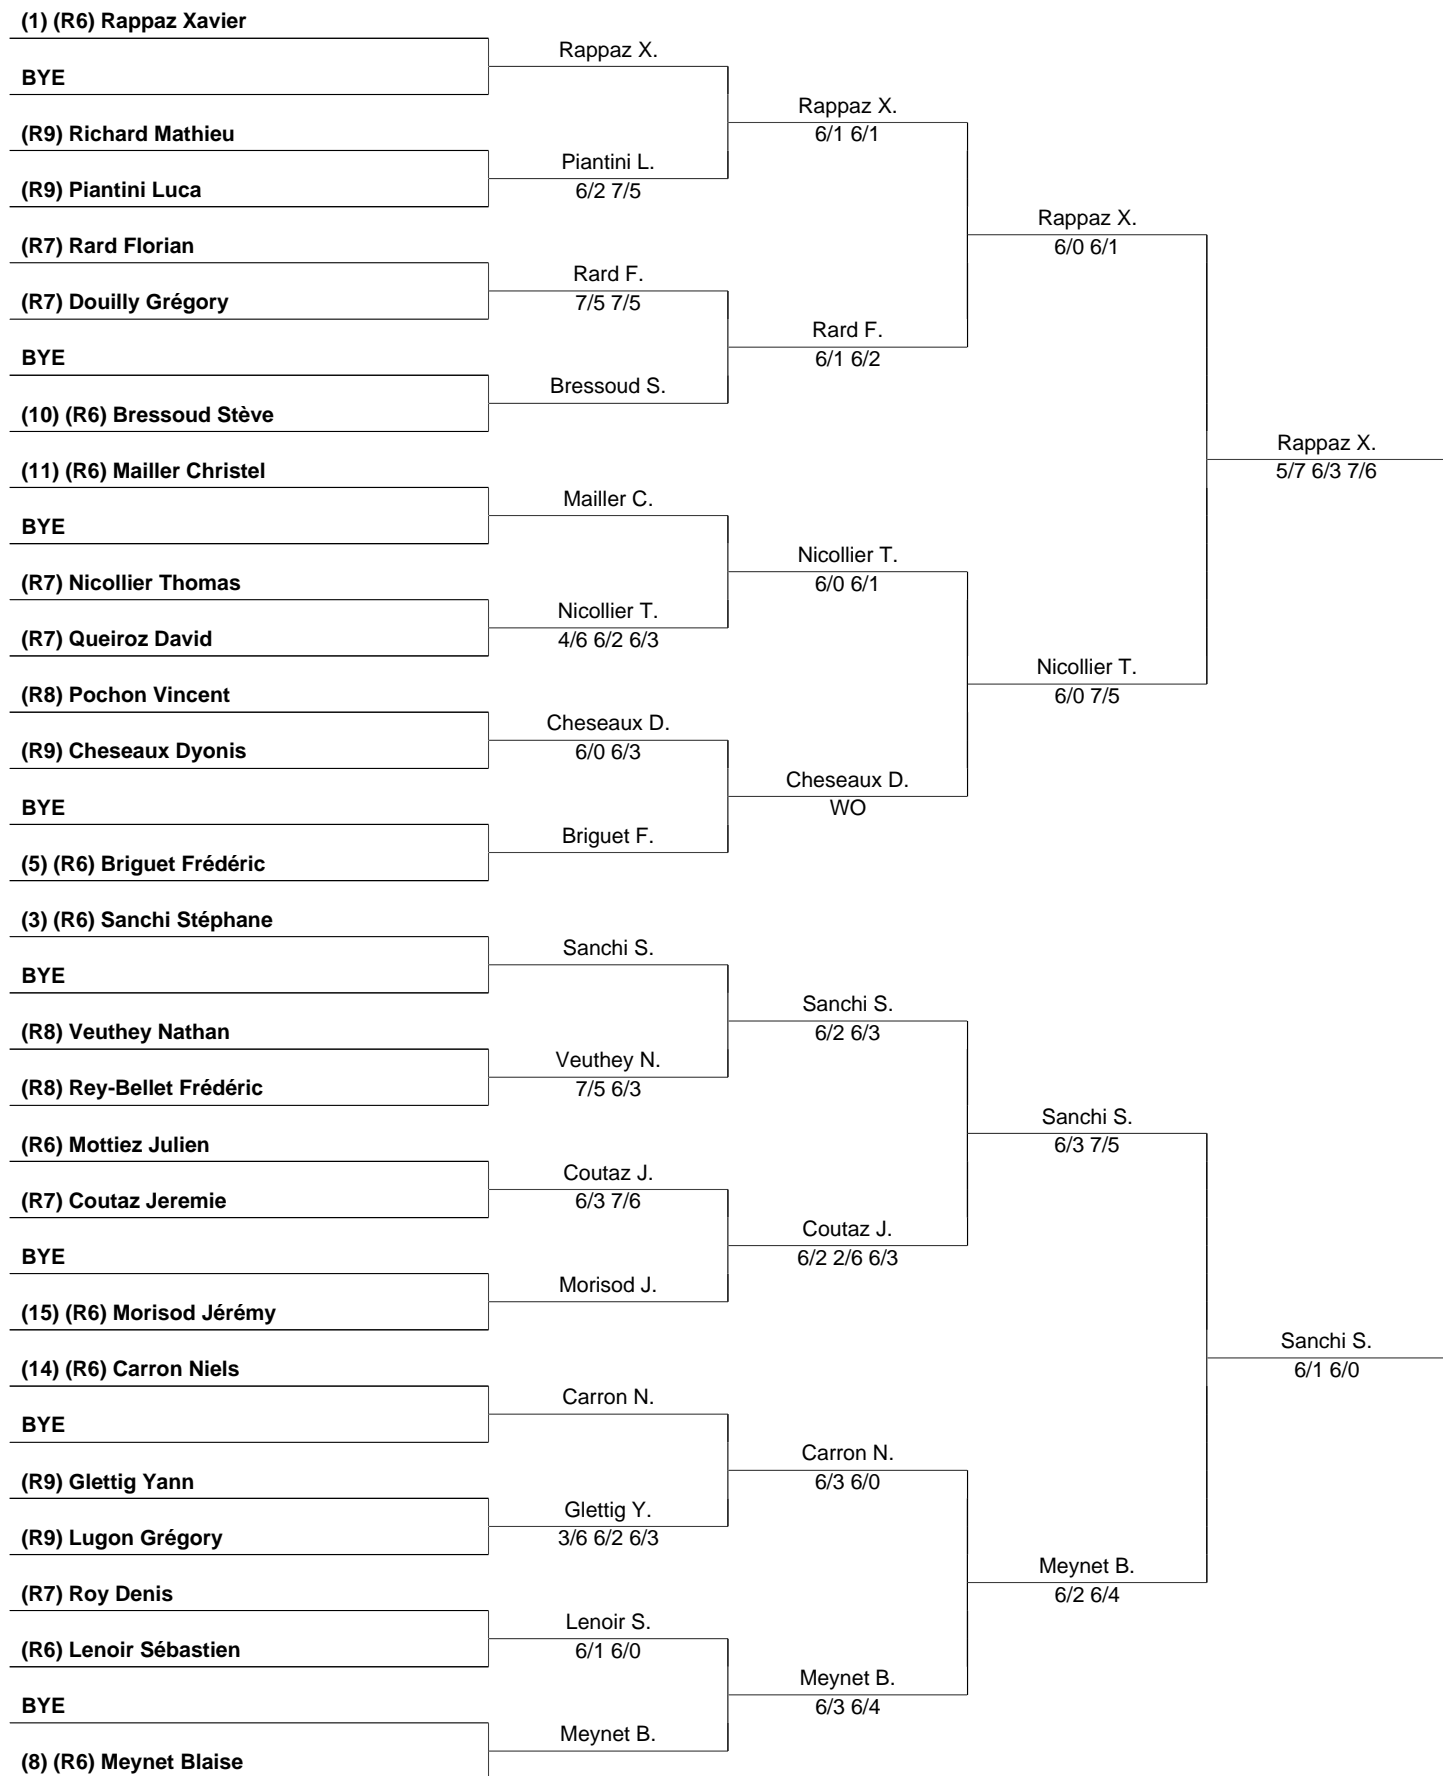 (1) (R6) Rappaz Xavier
Rappaz X.
BYE
Rappaz X.
6/1 6/1
(R9) Richard Mathieu
Piantini L.
6/2 7/5
(R9) Piantini Luca
Rappaz X.
6/0 6/1
(R7) Rard Florian
Rard F.
7/5 7/5
(R7) Douilly Grégory
Rard F.
6/1 6/2
BYE
Bressoud S.
(10) (R6) Bressoud Stève
Rappaz X.
5/7 6/3 7/6
(11) (R6) Mailler Christel
Mailler C.
BYE
Nicollier T.
6/0 6/1
(R7) Nicollier Thomas
Nicollier T.
4/6 6/2 6/3
(R7) Queiroz David
Nicollier T.
6/0 7/5
(R8) Pochon Vincent
Cheseaux D.
6/0 6/3
(R9) Cheseaux Dyonis
Cheseaux D.
WO
BYE
Briguet F.
(5) (R6) Briguet Frédéric
(3) (R6) Sanchi Stéphane
Sanchi S.
BYE
Sanchi S.
6/2 6/3
(R8) Veuthey Nathan
Veuthey N.
7/5 6/3
(R8) Rey-Bellet Frédéric
Sanchi S.
6/3 7/5
(R6) Mottiez Julien
Coutaz J.
6/3 7/6
(R7) Coutaz Jeremie
Coutaz J.
6/2 2/6 6/3
BYE
Morisod J.
(15) (R6) Morisod Jérémy
Sanchi S.
6/1 6/0
(14) (R6) Carron Niels
Carron N.
BYE
Carron N.
6/3 6/0
(R9) Glettig Yann
Glettig Y.
3/6 6/2 6/3
(R9) Lugon Grégory
Meynet B.
6/2 6/4
(R7) Roy Denis
Lenoir S.
6/1 6/0
(R6) Lenoir Sébastien
Meynet B.
6/3 6/4
BYE
Meynet B.
(8) (R6) Meynet Blaise